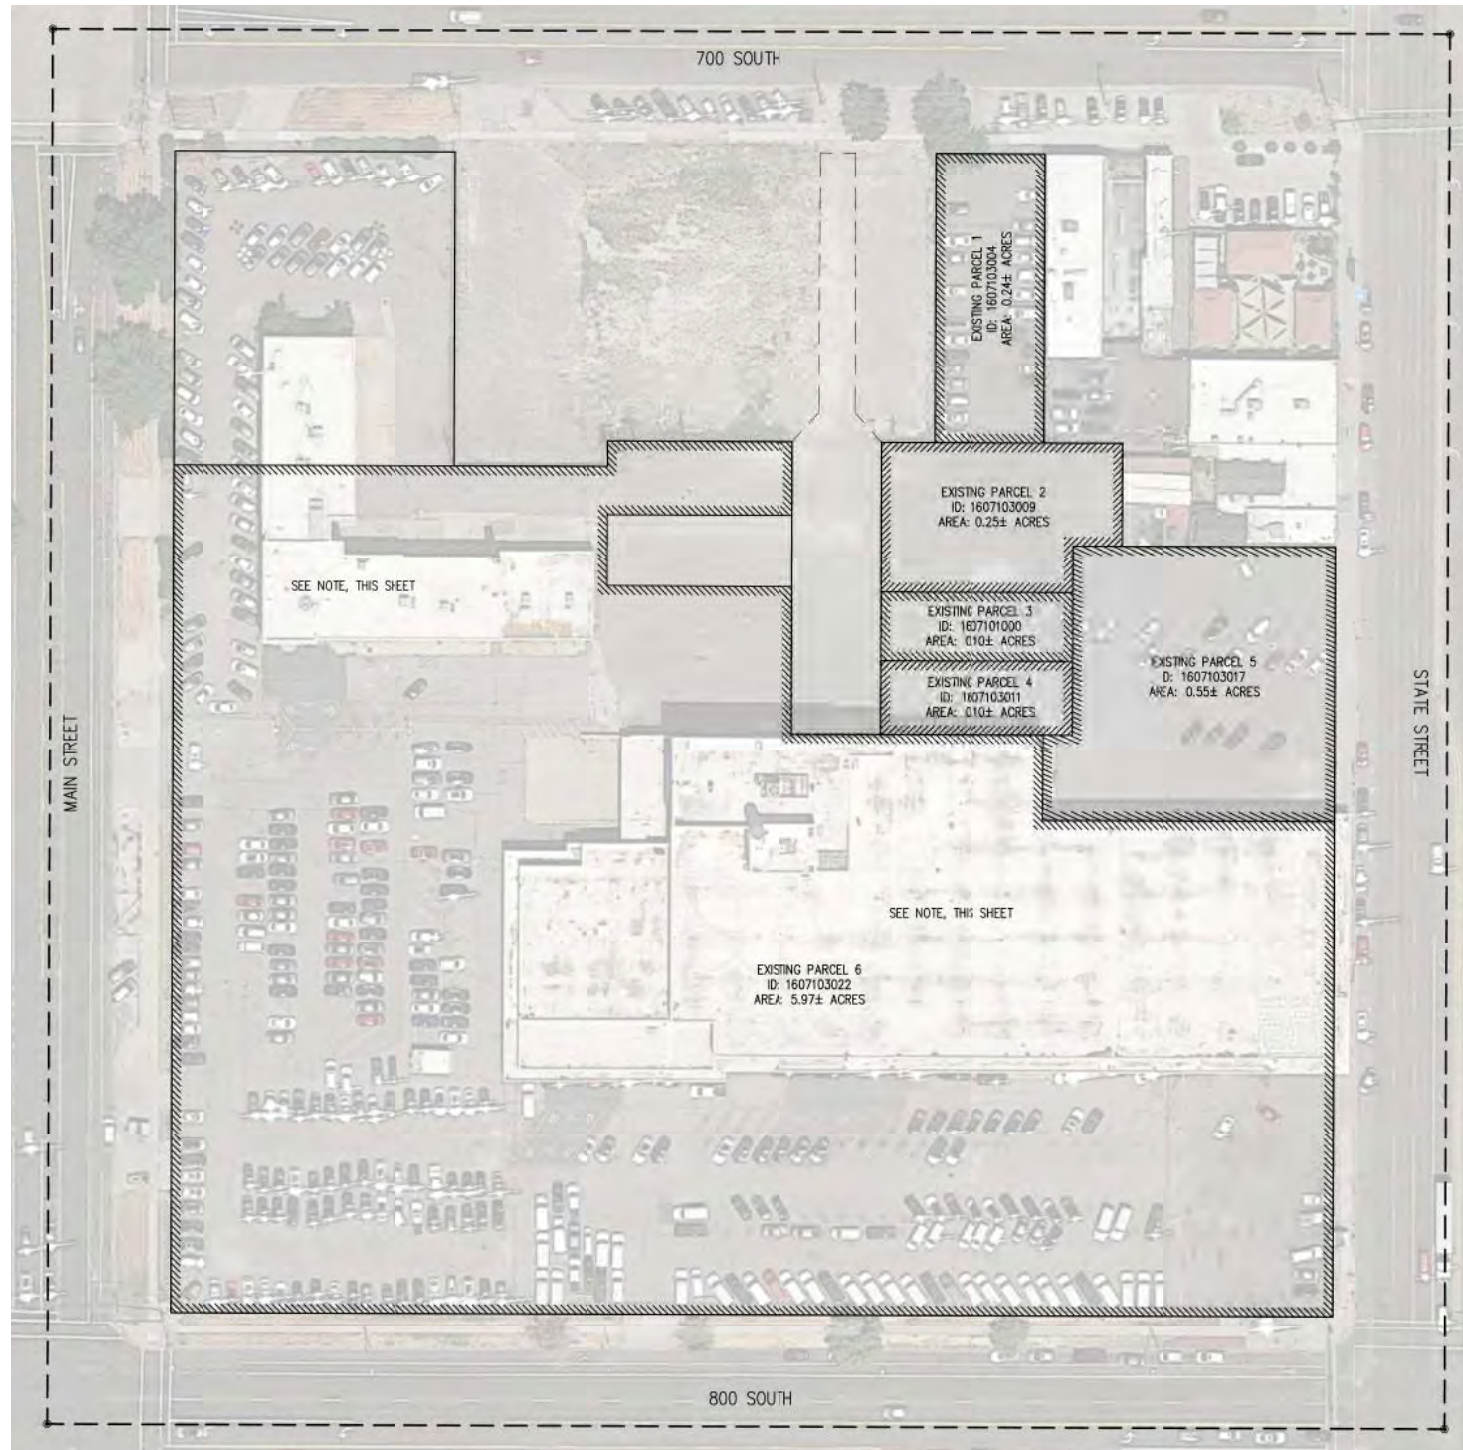 700 SOUTH
EXISTING PARCEL 1
ID: 1607103004
AREA: 0.24± ACRES
EXISTING PARCEL 2
ID: 1607103009
AREA: 0.25± ACRES
SEE NOTE, THIS SHEET
EXISTING PARCEL 3
ID: 1607101000
AREA: 0.10± ACRES
EXISTING PARCEL 5
ID: 1607103017
AREA: 0.55± ACRES
EXISTING PARCEL 4
ID: 1607103011
AREA: 0.10± ACRES
MAIN STREET
STATE STREET
SEE NOTE, THIS SHEET
EXISTING PARCEL 6
ID: 1607103022
AREA: 5.97± ACRES
800 SOUTH